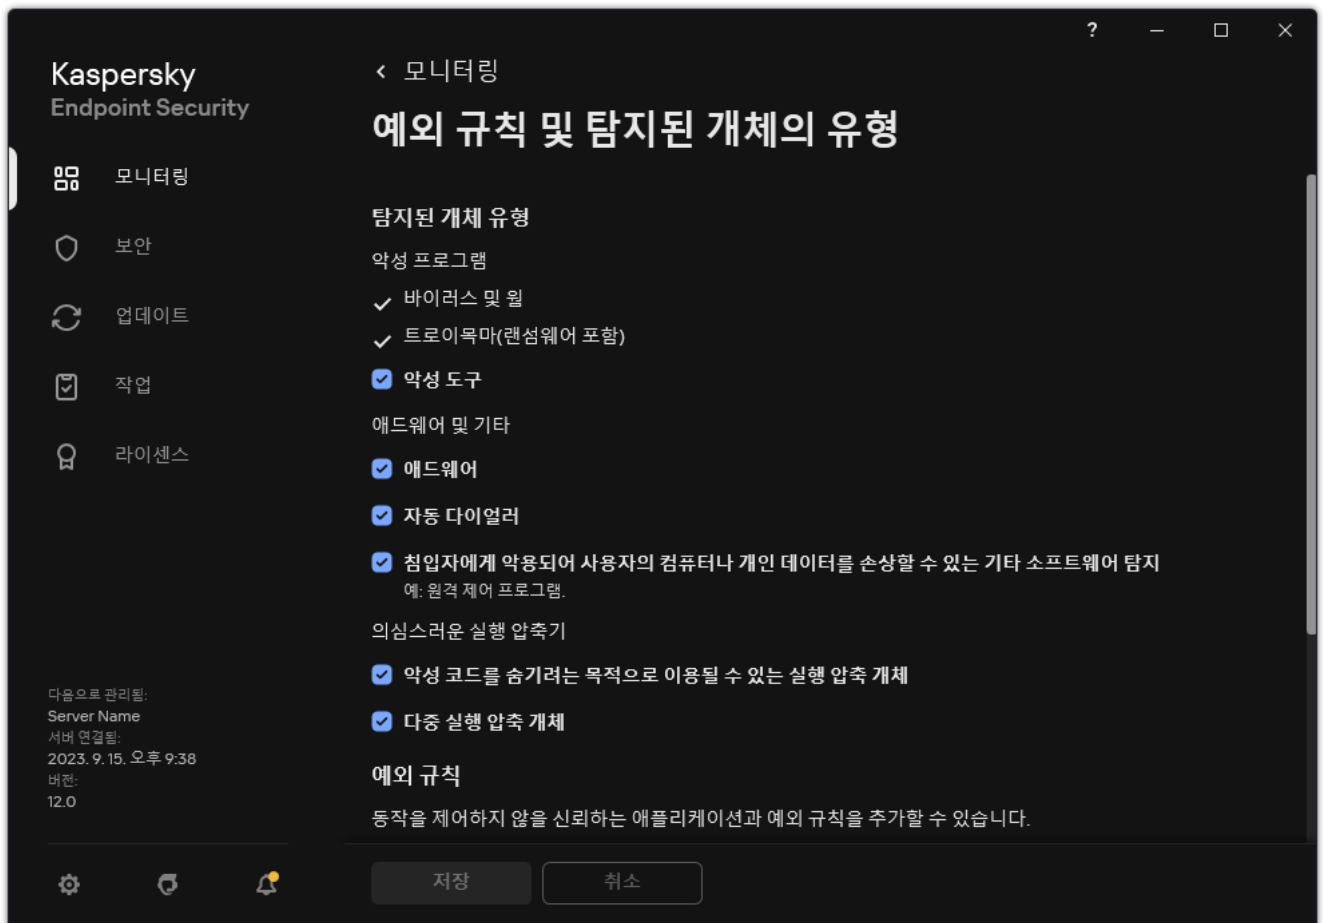 ?
Kaspersky
Endpoint Security
모니터링
보안
업데이트
작업
라이센스
다음으로 관리됨:
Server Name
서버 연결됨:
2023. 9. 15. 오후 9:38
버전:
12.0
모니터링
예외 규칙 및 탐지된 개체의 유형
탐지된 개체 유형
악성 프로그램
바이러스 및 웜
트로이목마(랜섬웨어 포함)
악성 도구
애드웨어 및 기타
애드웨어
자동 다이얼러
침입자에게 악용되어 사용자의 컴퓨터나 개인 데이터를 손상할 수 있는 기타 소프트웨어 탐지
예: 원격 제어 프로그램.
의심스러운 실행 압축기
악성 코드를 숨기려는 목적으로 이용될 수 있는 실행 압축 개체
다중 실행 압축 개체
예외 규칙
동작을 제어하지 않을 신뢰하는 애플리케이션과 예외 규칙을 추가할 수 있습니다.
저장
취소